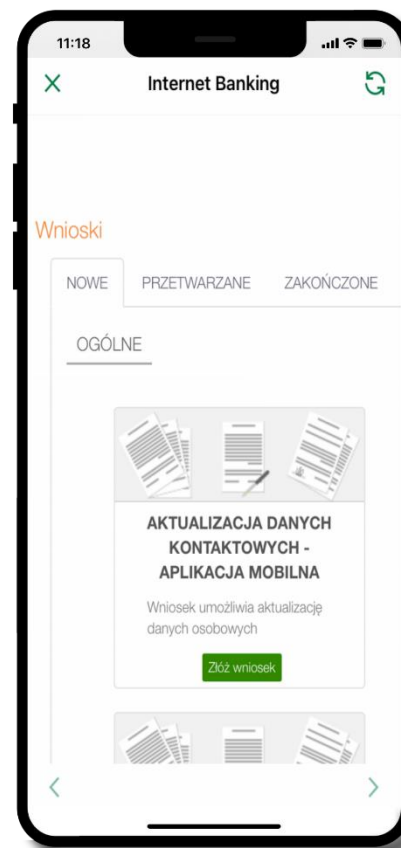 11:18
Internet Banking
Wnioski
NOWE PRZETWARZANE ZAKOŃCZONE
OGÓLNE
AKTUALIZACJA DANYCH
KONTAKTOWYCH -
APLIKACJA MOBILNA
Wniosek umożliwia aktualizację
danych osobowych
Złóż wniosek